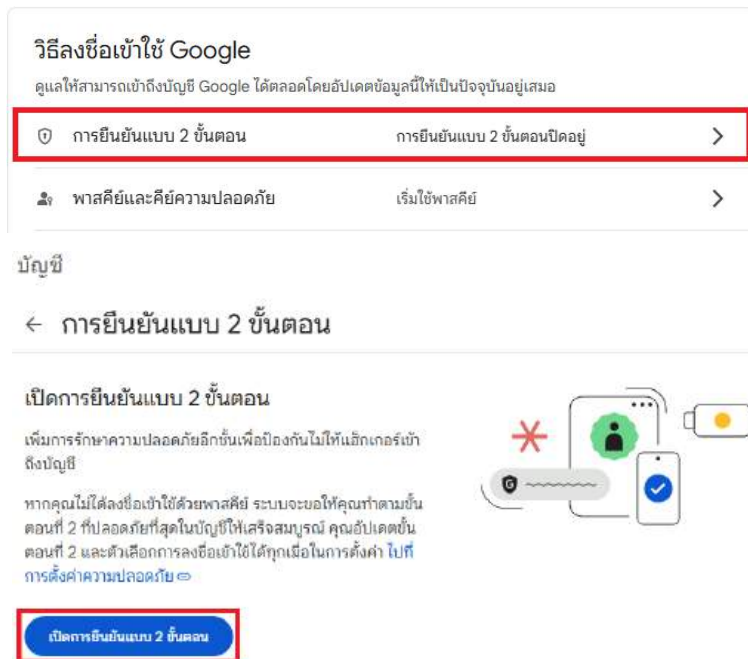 วิธีลงชื่อเข้าใช้ Google
ดูแลให้สามารถเข้าถึงบัญชี Google ได้ตลอดโดยอัปเดตข้อมูลนี้ให้เป็นปัจจุบันอยู่เสมอ
การยืนยันแบบ 2 ขั้นตอน การยืนยันแบบ 2 ขั้นตอนปิดอยู่
พาสคีย์และคีย์ความปลอดภัย เริ่มใช้พาสคีย์
บัญชี
การยืนยันแบบ 2 ขั้นตอน
เปิดการยืนยันแบบ 2 ขั้นตอน
เพิ่มการรักษาความปลอดภัยอีกชั้นเพื่อป้องกันไม่ให้แฮ็กเกอร์เข้า
ถึงบัญชี
หากคุณไม่ได้ลงชื่อเข้าใช้ด้วยพาสคีย์ ระบบจะขอให้คุณทำตามขั้น
ตอนที่ 2 ที่ปลอดภัยที่สุดในบัญชีให้เสร็จสมบูรณ์ คุณอัปเดตขั้น
ตอนที่ 2 และตัวเลือกการลงชื่อเข้าใช้ได้ทุกเมื่อในการตั้งค่า ไปที่
การตั้งค่าความปลอดภัย
G
เปิดการยืนยันแบบ 2 ขั้นตอน